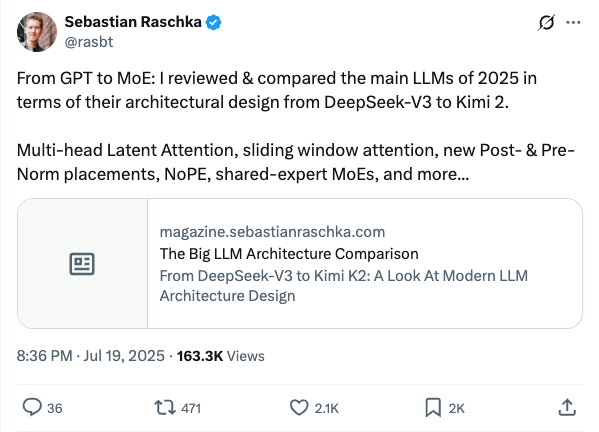 Sebastian Raschka
@rasbt
From GPT to MoE: I reviewed & compared the main LLMs of 2025 in
terms of their architectural design from DeepSeek-V3 to Kimi 2.
Multi-head Latent Attention, sliding window attention, new Post- & Pre-
Norm placements, NoPE, shared-expert MoEs, and more...
magazine.sebastianraschka.com
The Big LLM Architecture Comparison
From DeepSeek-V3 to Kimi K2: A Look At Modern LLM
Architecture Design
8:36 PM · Jul 19, 2025 · 163.3K Views
36 471 2.1K 2K